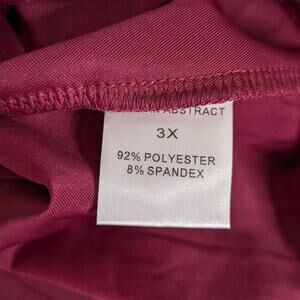 ABSTRACT
3X
92% POLYESTER
8% SPANDEX